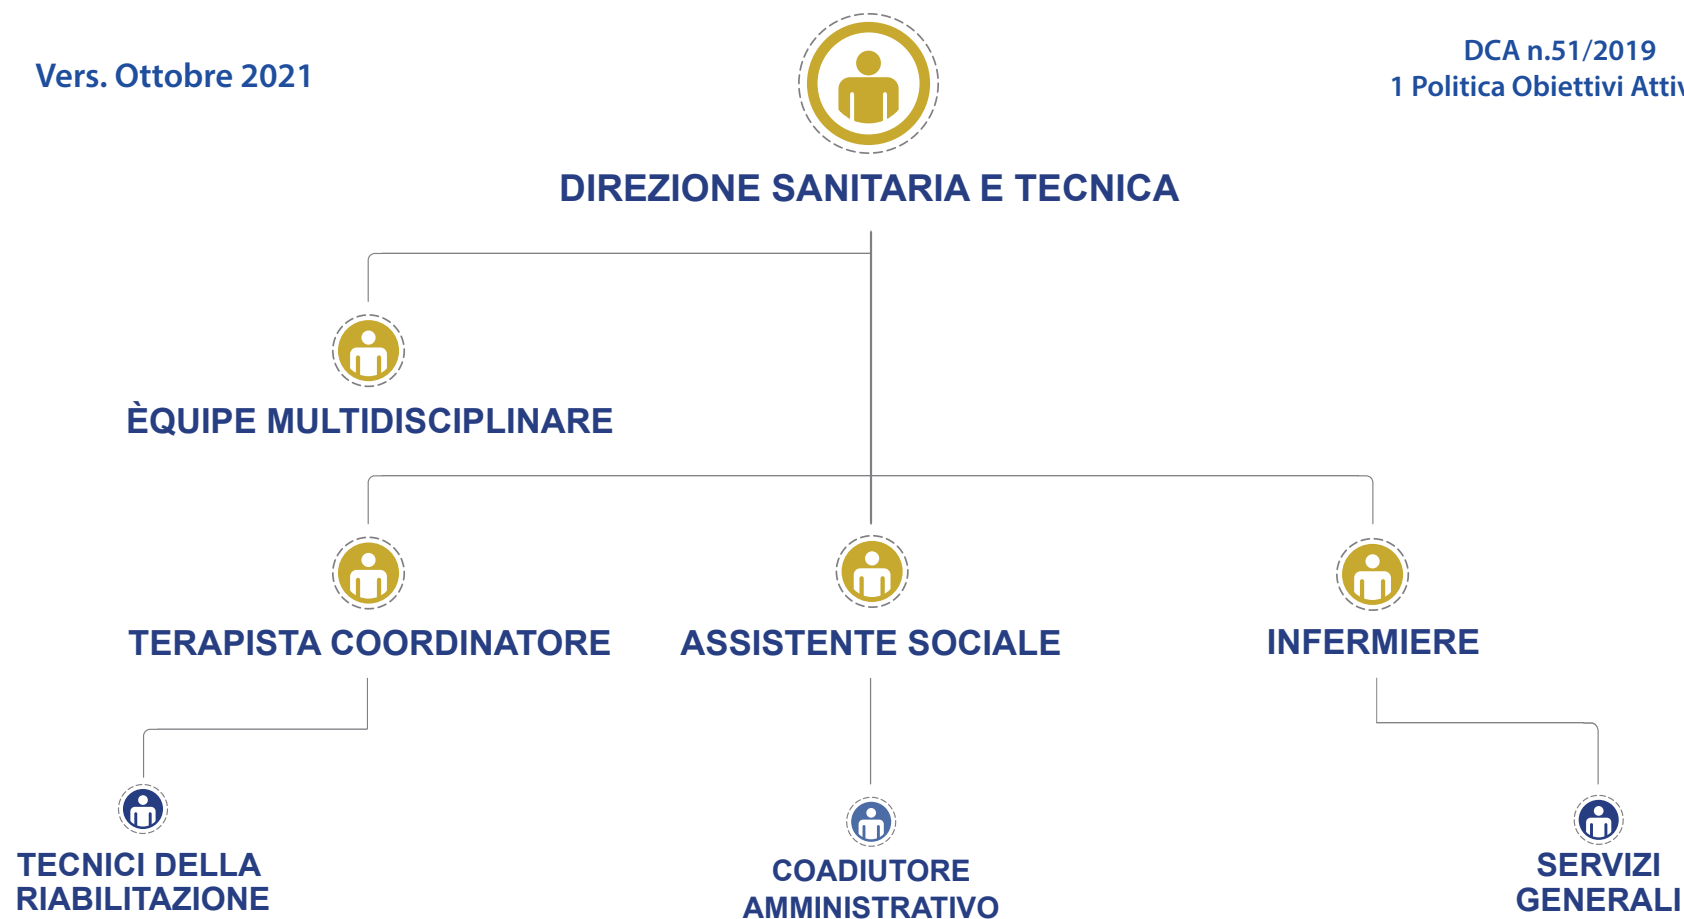 Vers. Ottobre 2021
DCA n.51/2019
1 Politica Obiettivi
DIREZIONE SANITARIA E TECNICA
ÈQUIPE MULTIDISCIPLINARE
TERAPISTA COORDINATORE
ASSISTENTE SOCIALE
INFERMIERE
TECNICI DELLA
RIABILITAZIONE
COADIUTORE
AMMINISTRATIVO
SERVIZI
GENERALI